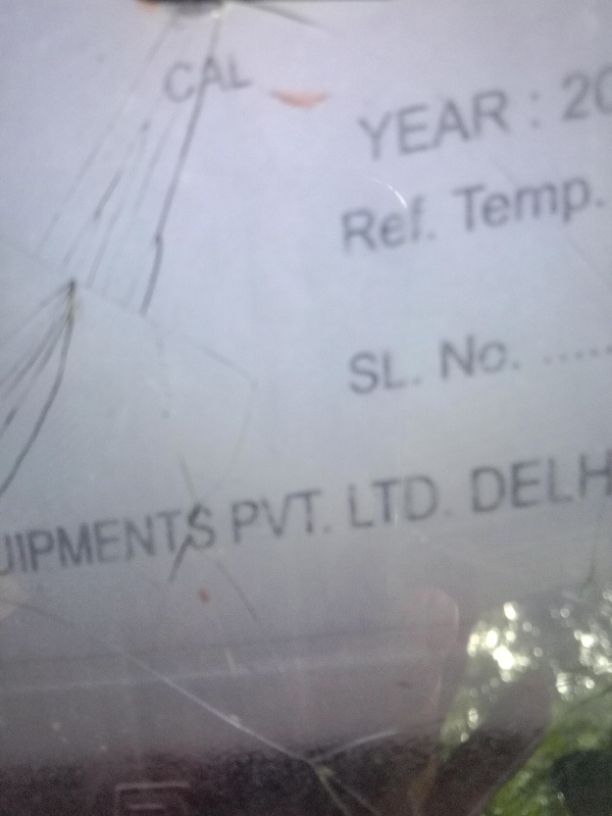 CAL
YEAR : 20
Ref. Temp.
SL. No. .....
UIPMENTS PVT. LTD. DELH